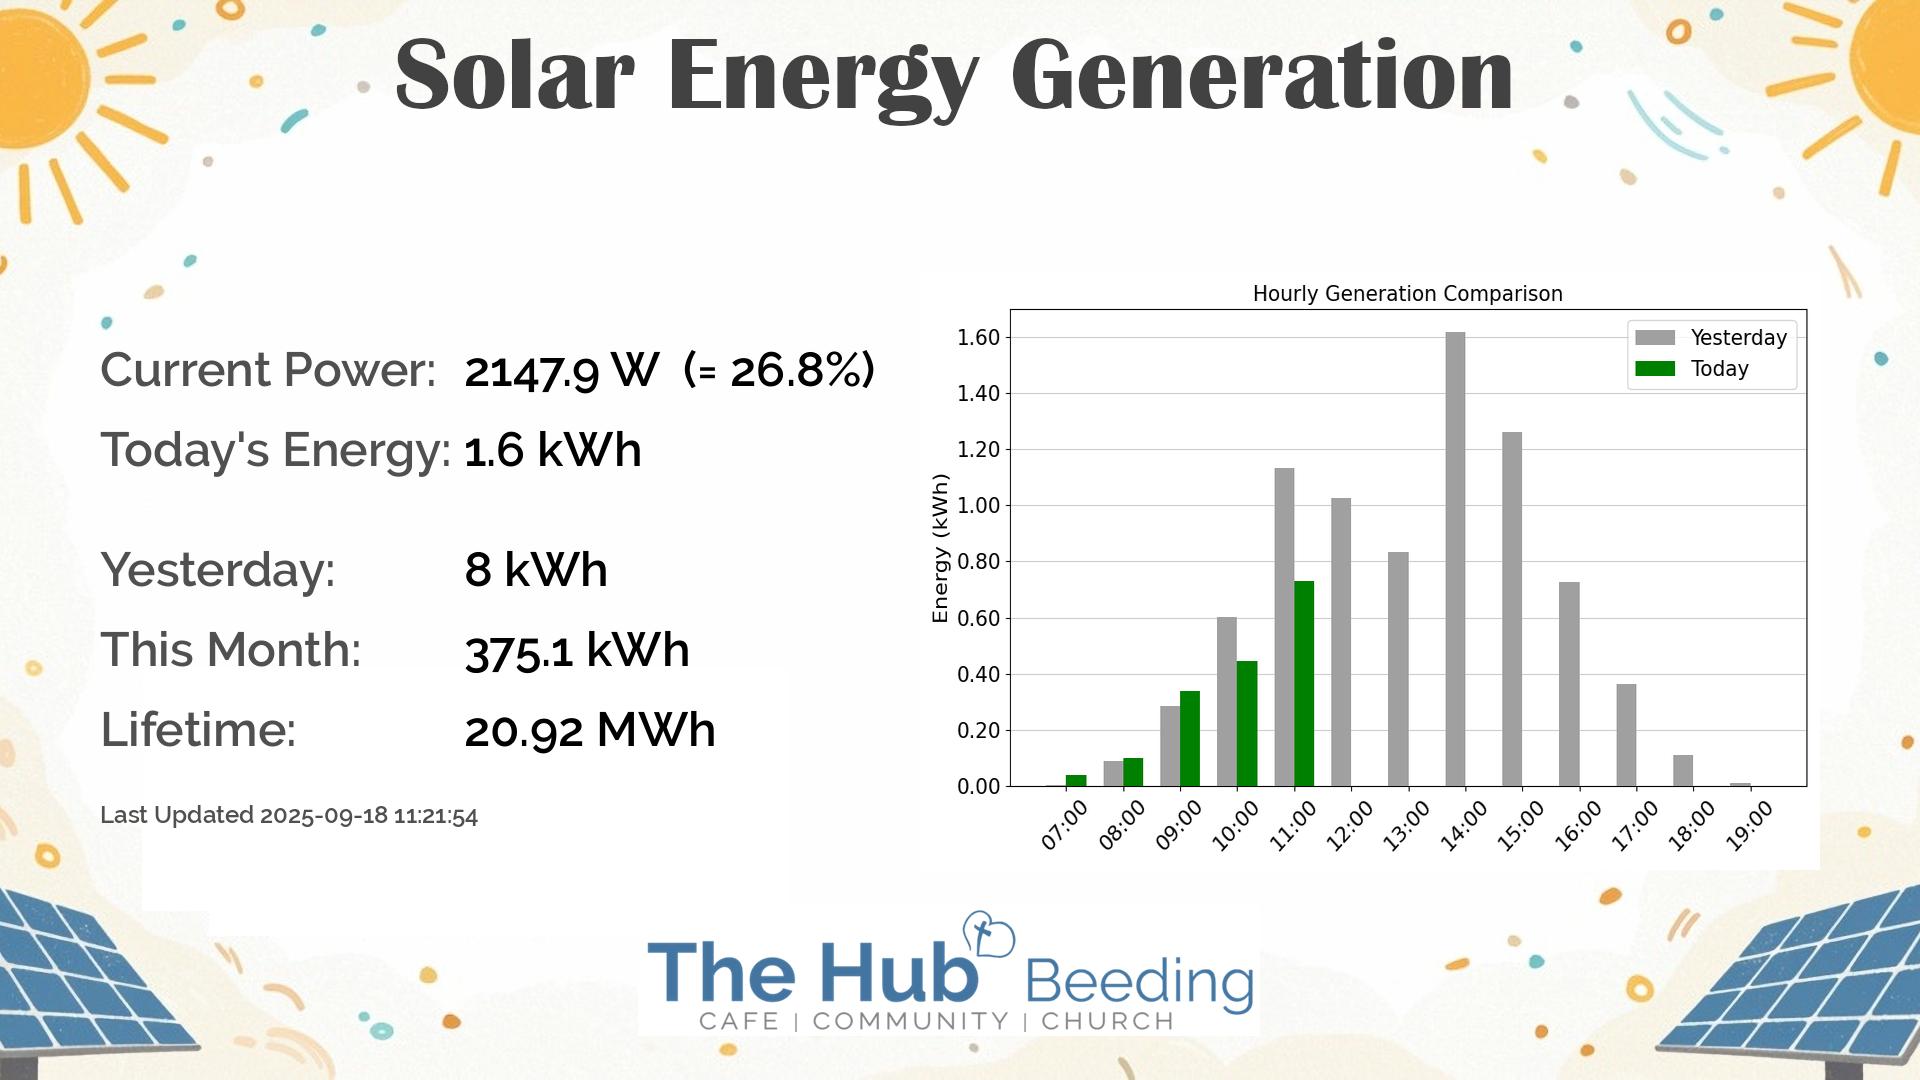 Solar Energy Generation
Current Power: 2147.9 W (= 26.8%)
Today's Energy: 1.6 kWh
Yesterday: 8 kWh
This Month: 375.1 kWh
Lifetime: 20.92 MWh
Last Updated 2025-09-18 11:21:54
Hourly Generation Comparison
Yesterday
Today
Energy (kWh)
1.60
1.40
1.20
1.00
0.80
0.60
0.40
0.20
0.00
07:00 08:00 09:00 10:00 11:00 12:00 13:00 14:00 15:00 16:00 17:00 18:00 19:00
The Hub Beeding
CAFE | COMMUNITY | CHURCH